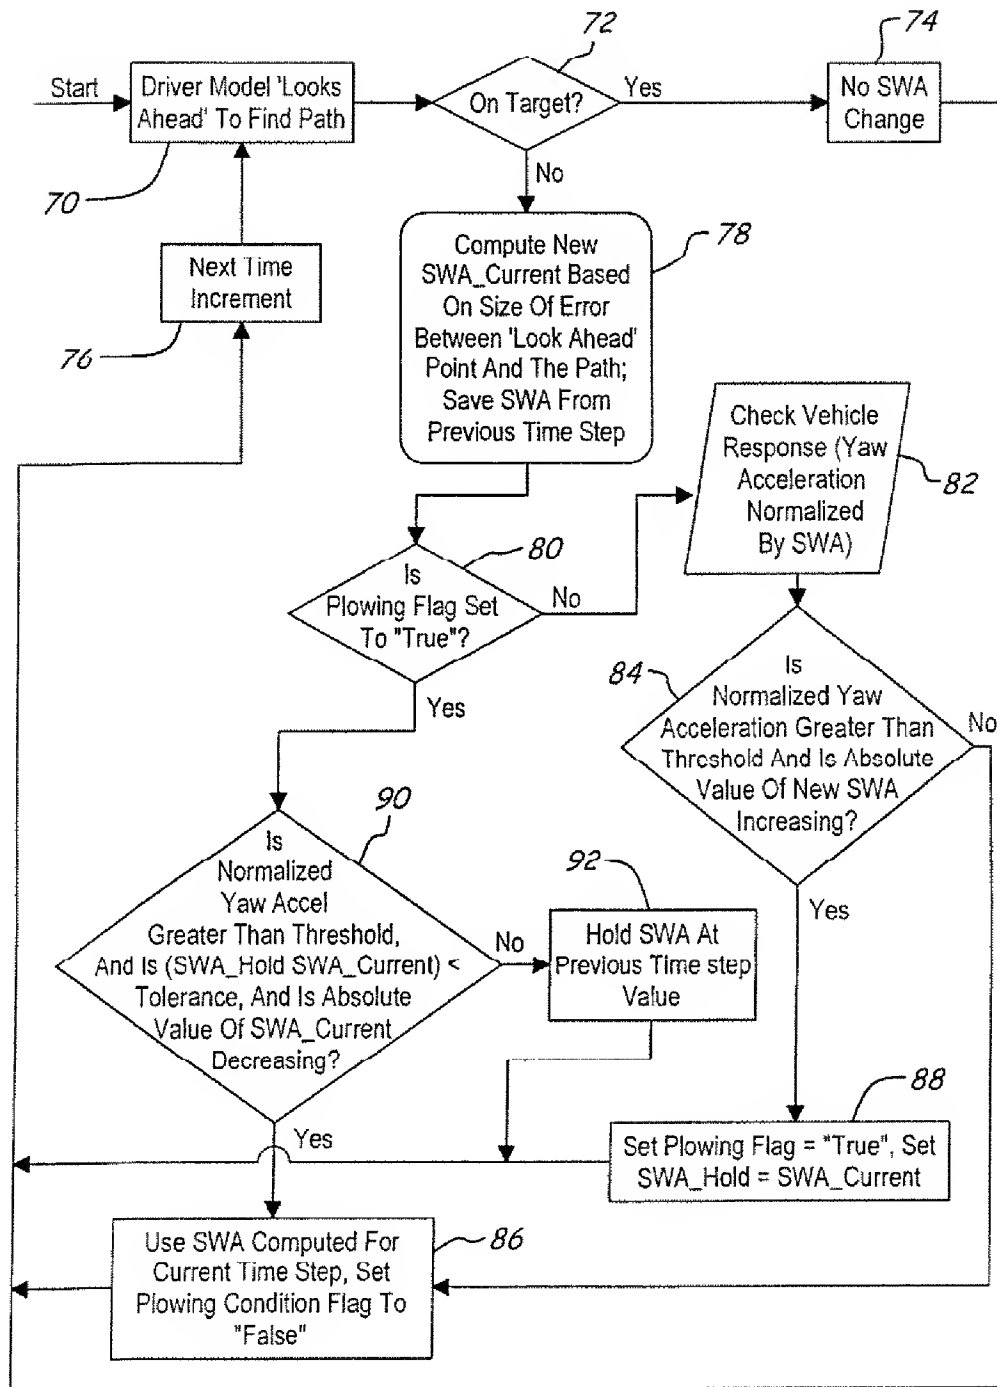 72
74
Start
Driver Model 'Looks
Ahead' To Find Path
On Target?
Yes
No SWA
Change
70
No
78
Compute New
SWA_Current Based
On Size Of Error
Between 'Look Ahead'
Point And The Path;
Save SWA From
Previous Time Step
Next Time
Increment
76
Check Vehicle
Response (Yaw
Acceleration
Normalized
By SWA)
82
80
Is
Plowing Flag Set
To "True"?
No
Yes
84
Is
Normalized Yaw
Acceleration Greater Than
Threshold And Is Absolute
Value Of New SWA
Increasing?
No
Yes
90
Is
Normalized
Yaw Accel
Greater Than Threshold,
And Is (SWA_Hold SWA_Current) <
Tolerance, And Is Absolute
Value Of SWA_Current
Decreasing?
No
Yes
92
Hold SWA At
Previous Time step
Value
88
Set Plowing Flag = "True", Set
SWA_Hold = SWA_Current
Use SWA Computed For
Current Time Step, Set
Plowing Condition Flag To
"False"
86